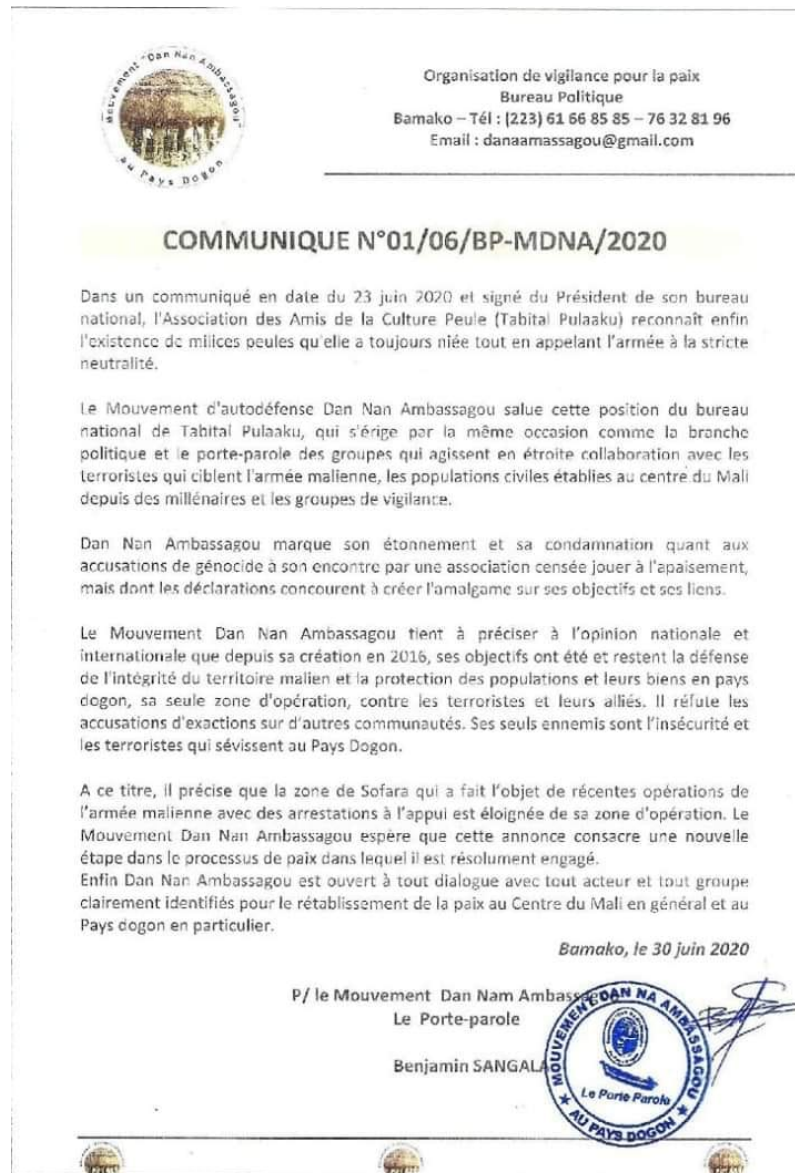 Mouvement "Dan Nan Ambassagou"
au Pays Dogon
Organisation de vigilance pour la paix
Bureau Politique
Bamako – Tél : (223) 61 66 85 85 – 76 32 81 96
Email : danaamassagou@gmail.com
COMMUNIQUE N°01/06/BP-MDNA/2020
Dans un communiqué en date du 23 juin 2020 et signé du Président de son bureau
national, l'Association des Amis de la Culture Peule (Tabital Pulaaku) reconnaît enfin
l'existence de milices peules qu'elle a toujours niée tout en appelant l'armée à la stricte
neutralité.
Le Mouvement d'autodéfense Dan Nan Ambassagou salue cette position du bureau
national de Tabital Pulaaku, qui s'érige par la même occasion comme la branche
politique et le porte-parole des groupes qui agissent en étroite collaboration avec les
terroristes qui ciblent l'armée malienne, les populations civiles établies au centre du Mali
depuis des millénaires et les groupes de vigilance.
Dan Nan Ambassagou marque son étonnement et sa condamnation quant aux
accusations de génocide à son encontre par une association censée jouer à l'apaisement,
mais dont les déclarations concourent à créer l'amalgame sur ses objectifs et ses liens.
Le Mouvement Dan Nan Ambassagou tient à préciser à l'opinion nationale et
internationale que depuis sa création en 2016, ses objectifs ont été et restent la défense
de l'intégrité du territoire malien et la protection des populations et leurs biens en pays
dogon, sa seule zone d'opération, contre les terroristes et leurs alliés. Il réfute les
accusations d'exactions sur d'autres communautés. Ses seuls ennemis sont l'insécurité et
les terroristes qui sévissent au Pays Dogon.
A ce titre, il précise que la zone de Sofara qui a fait l'objet de récentes opérations de
l'armée malienne avec des arrestations à l'appui est éloignée de sa zone d'opération. Le
Mouvement Dan Nan Ambassagou espère que cette annonce consacre une nouvelle
étape dans le processus de paix dans lequel il est résolument engagé.
Enfin Dan Nan Ambassagou est ouvert à tout dialogue avec tout acteur et tout groupe
clairement identifiés pour le rétablissement de la paix au Centre du Mali en général et au
Pays dogon en particulier.
Bamako, le 30 juin 2020
P/ le Mouvement Dan Nam Ambassagou
Le Porte-parole
Benjamin SANGALA
MOUVEMENT DAN NA AMBASSAGOU
Le Porte Parole
AU PAYS DOGON